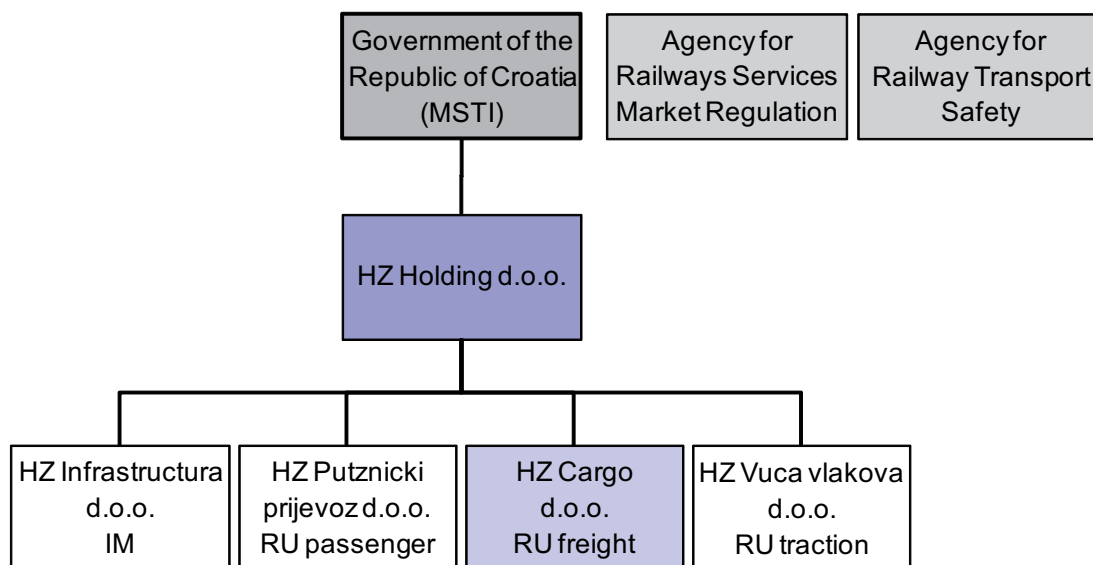 Government of the
Republic of Croatia
(MSTI)
Agency for
Railways Services
Market Regulation
Agency for
Railway Transport
Safety
HZ Holding d.o.o.
HZ Infrastructura
d.o.o.
IM
HZ Putznicki
prijevoz d.o.o.
RU passenger
HZ Cargo
d.o.o.
RU freight
HZ Vuca vlakova
d.o.o.
RU traction